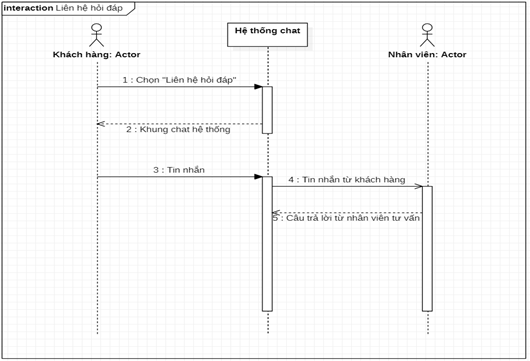 interaction Liên hệ hỏi đáp
Hệ thống chat
Khách hàng: Actor
Nhân viên: Actor
1 : Chọn "Liên hệ hỏi đáp"
2 : Khung chat hệ thống
3 : Tin nhắn
4 : Tin nhắn từ khách hàng
5 : Câu trả lời từ nhân viên tư vấn